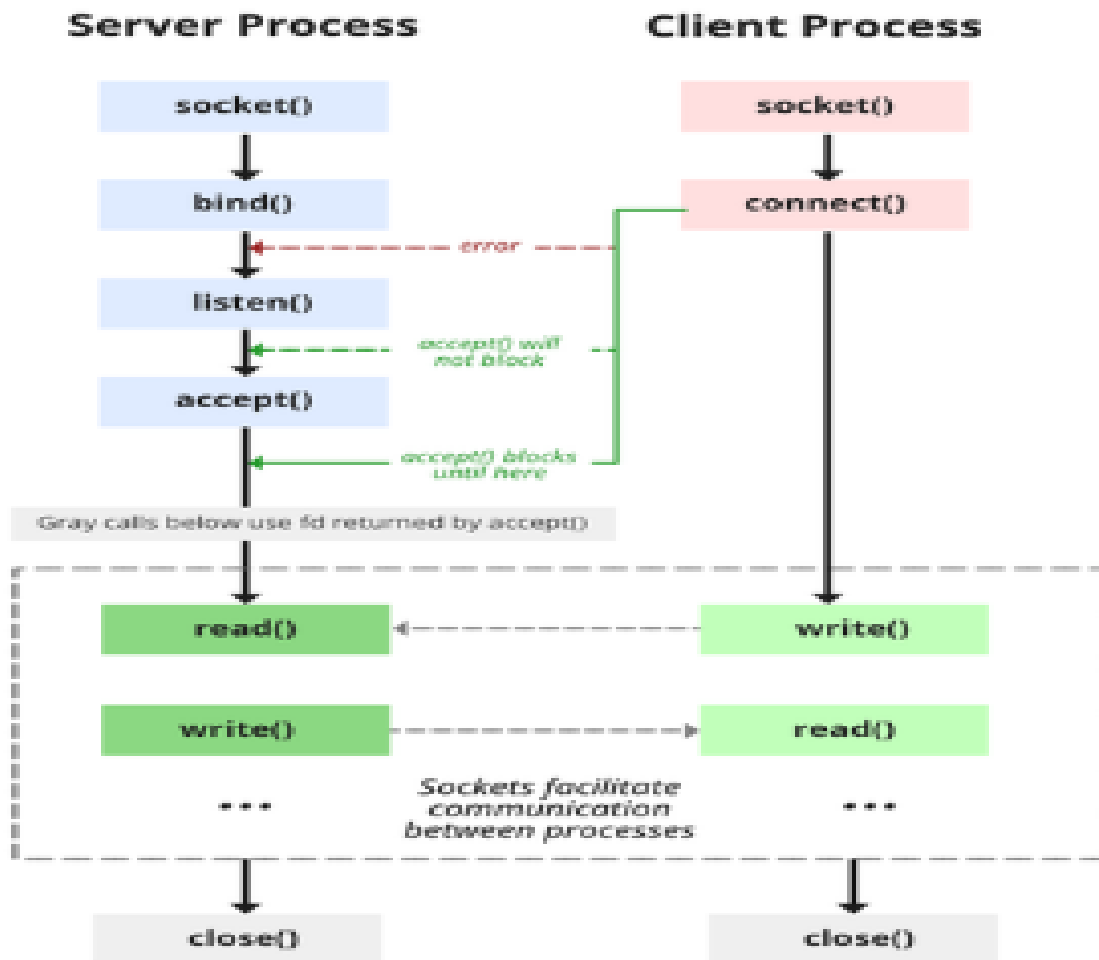 Server Process
Client Process
socket()
socket()
bind()
connect()
error
listen()
accept() will
not block
accept()
accept() blocks
until here
Gray calls below use fd returned by accept()
read()
write()
write()
read()
Sockets facilitate
communication
between processes
...
...
close()
close()